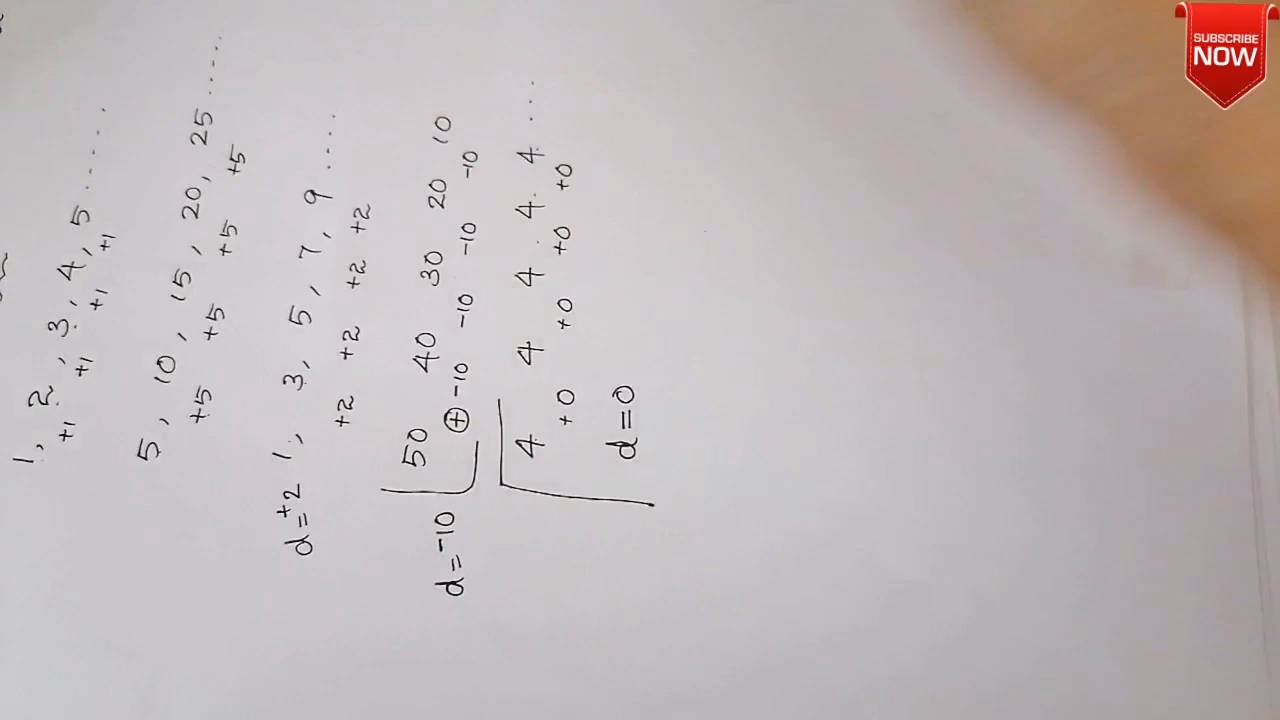 1, 2, 3, 4, 5.....
+1 +1 +1 +1
5, 10, 15, 20, 25.....
+5 +5 +5 +5
d=+2 1, 3, 5, 7, 9....
+2 +2 +2 +2
50 40 30 20 10
d=-10 +-10 -10 -10 -10
4 4 4. 4. 4...
+0 +0 +0 +0
d=0
SUBSCRIBE
NOW